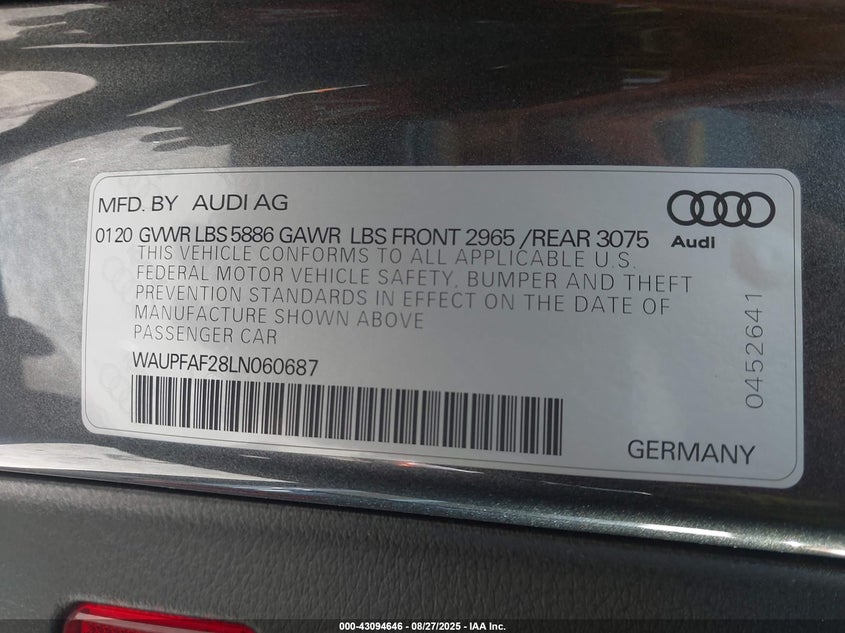 MFD. BY AUDI AG
0120 GVWR LBS 5886 GAWR LBS FRONT 2965 /REAR 3075
Audi
THIS VEHICLE CONFORMS TO ALL APPLICABLE U.S.
FEDERAL MOTOR VEHICLE SAFETY, BUMPER AND THEFT
PREVENTION STANDARDS IN EFFECT ON THE DATE OF
MANUFACTURE SHOWN ABOVE
PASSENGER CAR
WAUPFAF28LN060687
0452641
GERMANY
000-43094646 - 08/27/2025 - IAA Inc.